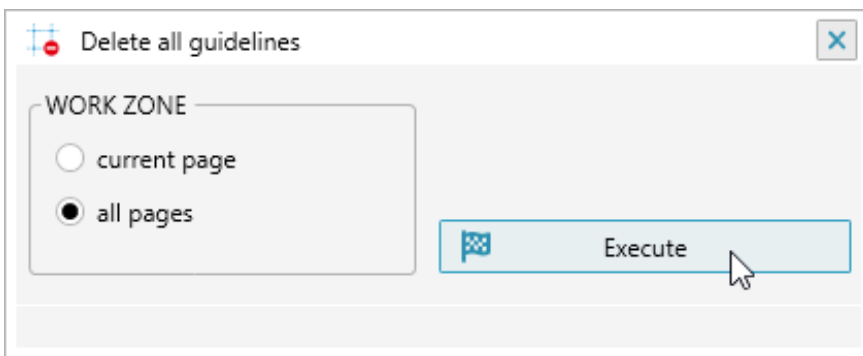 Delete all guidelines
WORK ZONE
current page
all pages
Execute